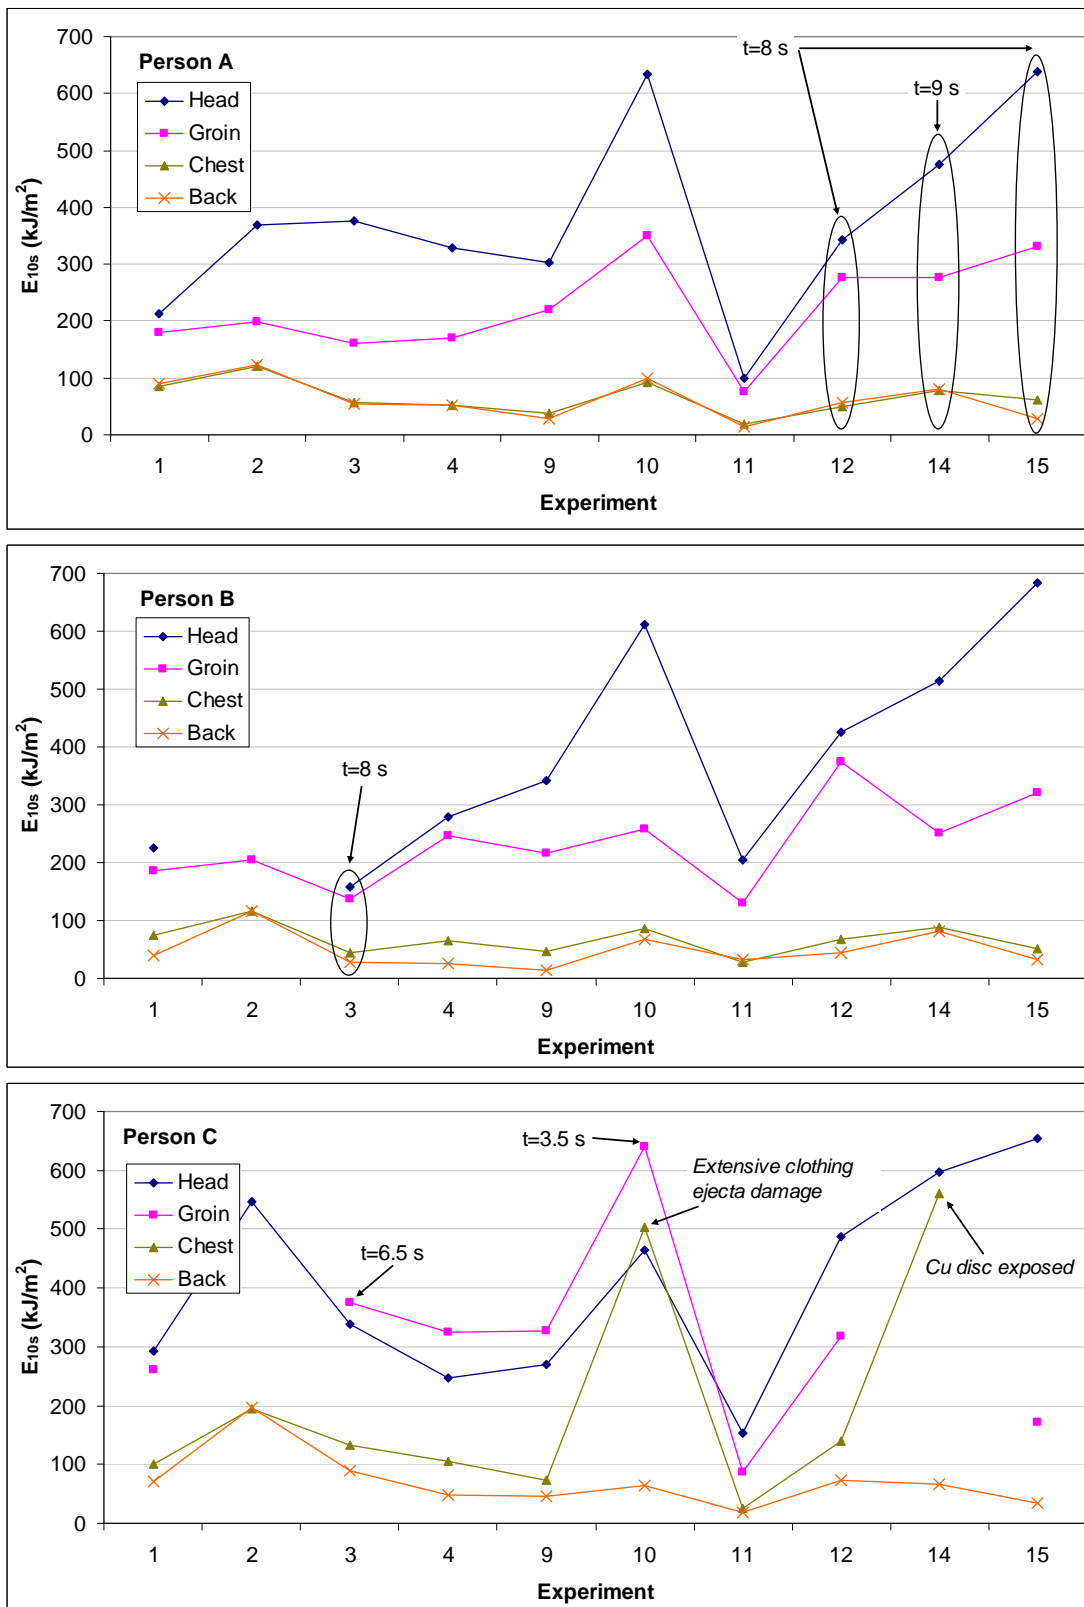 700
600
500
400
300
200
100
0
E10s (kJ/m²)
Person A
Head
Groin
Chest
Back
t=8 s
t=9 s
1 2 3 4 9 10 11 12 14 15
Experiment
700
600
500
400
300
200
100
0
E10s (kJ/m²)
Person B
Head
Groin
Chest
Back
t=8 s
1 2 3 4 9 10 11 12 14 15
Experiment
700
600
500
400
300
200
100
0
E10s (kJ/m²)
Person C
Head
Groin
Chest
Back
t=6.5 s
t=3.5 s
Extensive clothing
ejecta damage
Cu disc exposed
1 2 3 4 9 10 11 12 14 15
Experiment